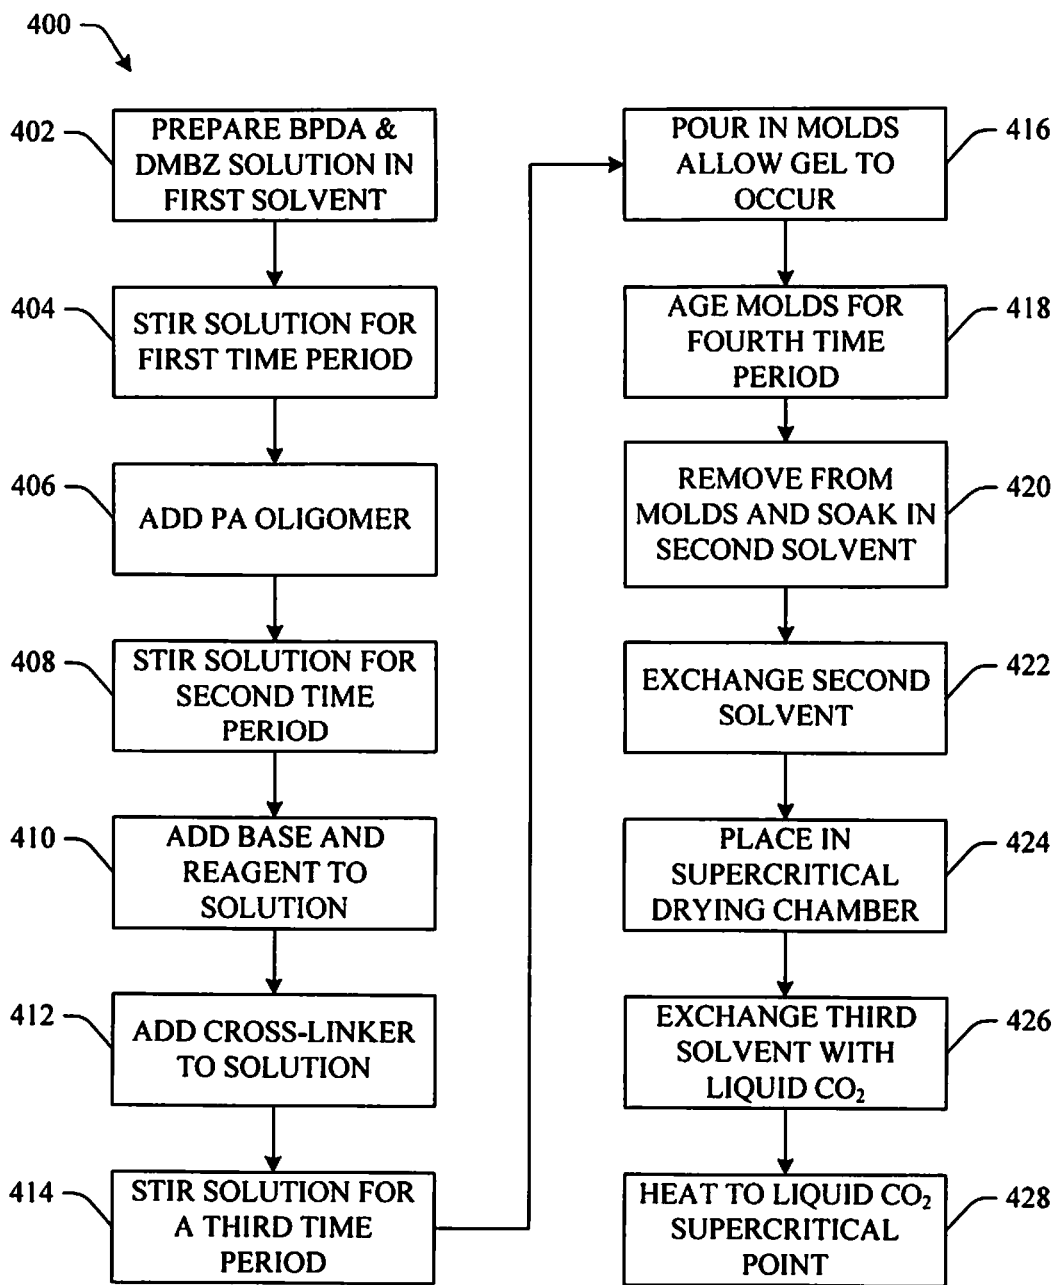 400
402
PREPARE BPDA &
DMBZ SOLUTION IN
FIRST SOLVENT
404
STIR SOLUTION FOR
FIRST TIME PERIOD
406
ADD PA OLIGOMER
408
STIR SOLUTION FOR
SECOND TIME
PERIOD
410
ADD BASE AND
REAGENT TO
SOLUTION
412
ADD CROSS-LINKER
TO SOLUTION
414
STIR SOLUTION FOR
A THIRD TIME
PERIOD
POUR IN MOLDS
ALLOW GEL TO
OCCUR
416
AGE MOLDS FOR
FOURTH TIME
PERIOD
418
REMOVE FROM
MOLDS AND SOAK IN
SECOND SOLVENT
420
EXCHANGE SECOND
SOLVENT
422
PLACE IN
SUPERCRITICAL
DRYING CHAMBER
424
EXCHANGE THIRD
SOLVENT WITH
LIQUID CO₂
426
HEAT TO LIQUID CO₂
SUPERCRITICAL
POINT
428